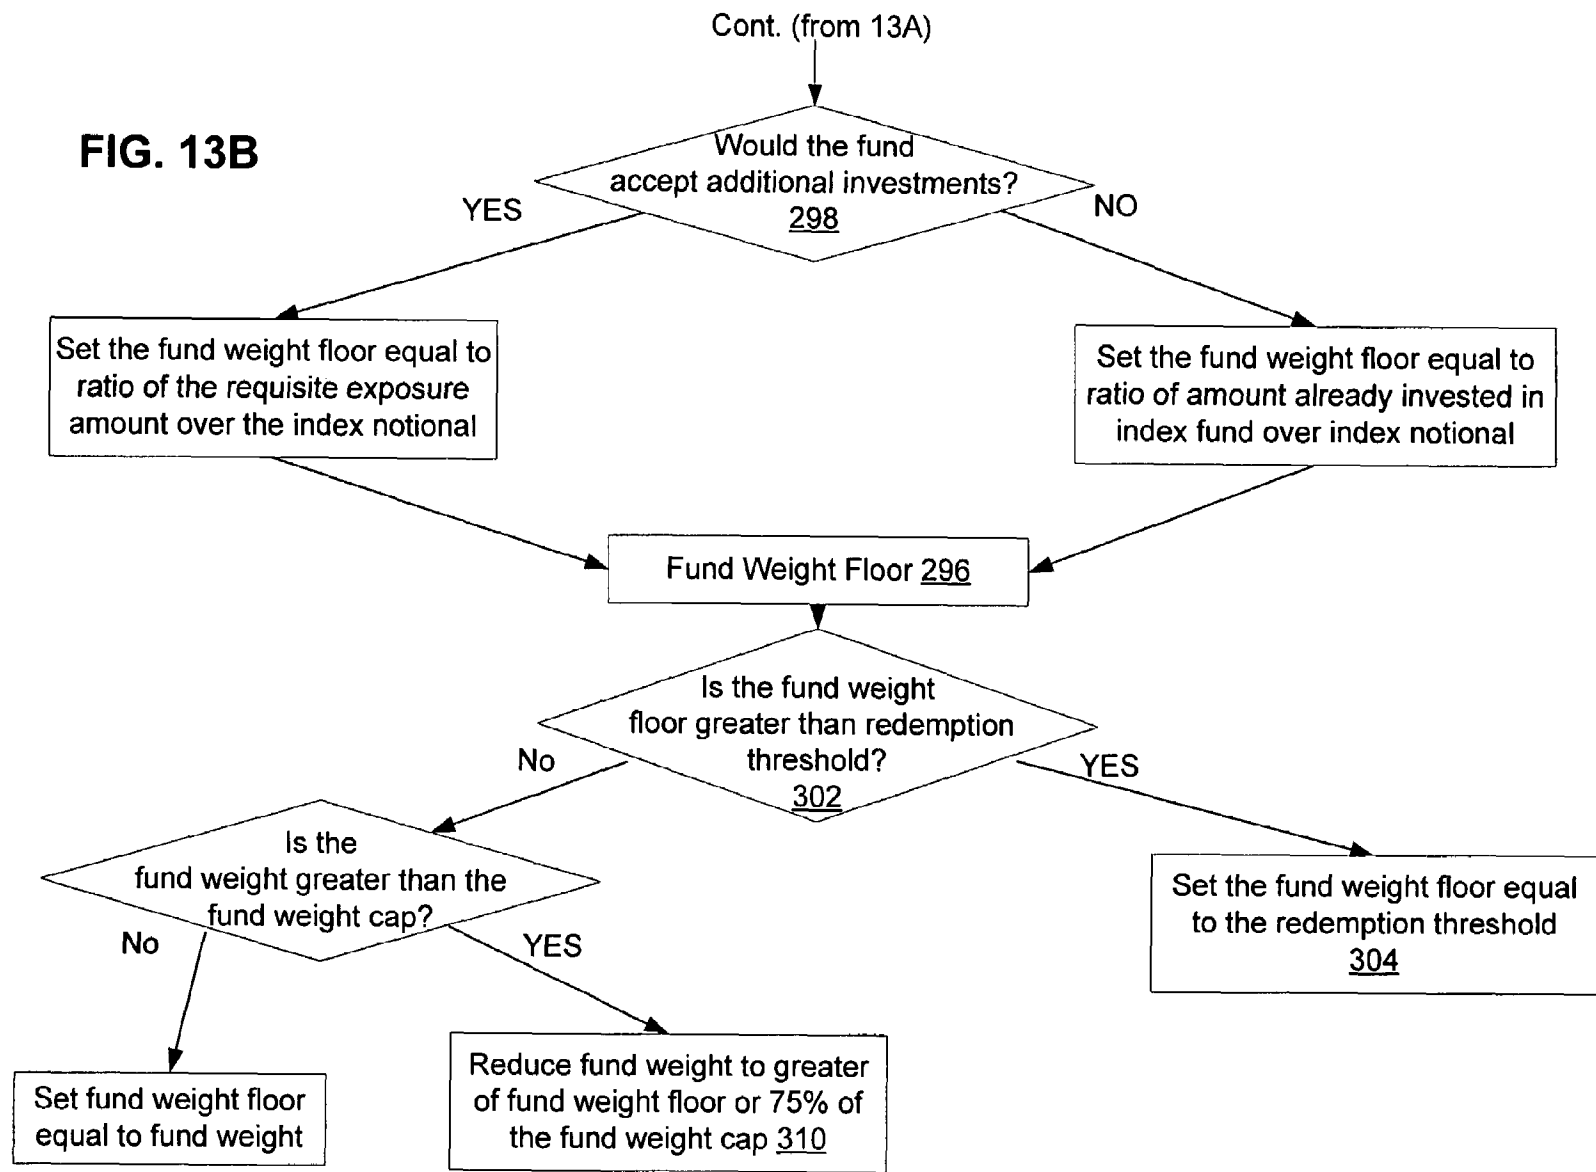 Cont. (from 13A)
FIG. 13B
Would the fund
accept additional investments?
298
YES
NO
Set the fund weight floor equal to
ratio of the requisite exposure
amount over the index notional
Set the fund weight floor equal to
ratio of amount already invested in
index fund over index notional
Fund Weight Floor 296
Is the fund weight
floor greater than redemption
threshold?
302
No
YES
Is the
fund weight greater than the
fund weight cap?
Set the fund weight floor equal
to the redemption threshold
304
No
YES
Set fund weight floor
equal to fund weight
Reduce fund weight to greater
of fund weight floor or 75% of
the fund weight cap 310